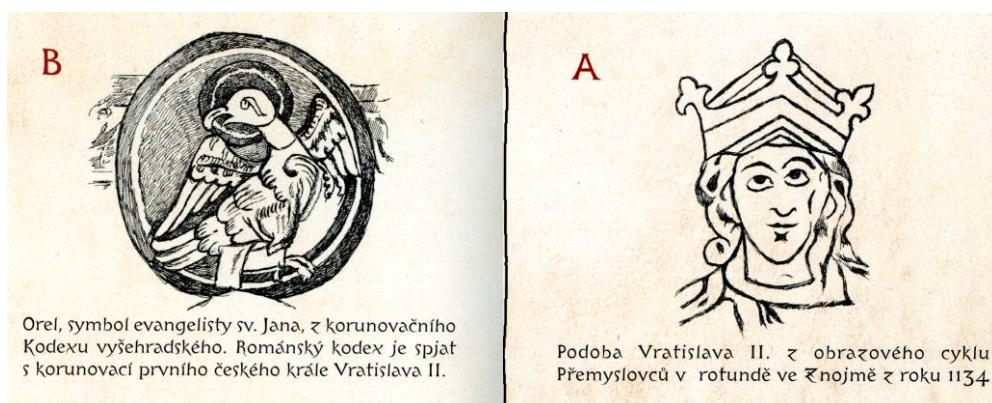 B
Orel, symbol evangelisty sv. Jana, z korunovačního
Kodexu vyšehradského. Románský kodex je spjat
s korunovací prvního českého krále Vratislava II.
A
Podoba Vratislava II. z obrazového cyklu
Přemyslovců v rotundě ve Znojmě z roku 1134